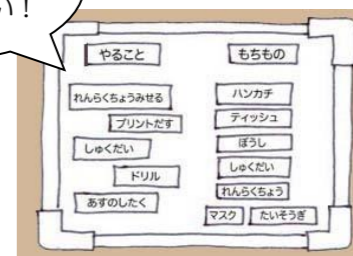 い！
やること
れんらくちょうみせる
プリントだす
しゅくだい
ドリル
あすのしたく
もちもの
ハンカチ
ティッシュ
ぼうし
しゅくだい
れんらくちょう
マスク
たいそうぎ